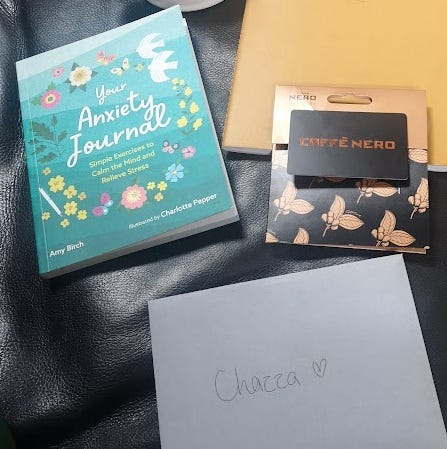 Your
Anxiety
Journal
Simple Exercises to
Calm the Mind and
Relieve Stress
Illustrated by Charlotte Pepper
Amy Birch
NERO
CAFFÈ NERO
Chazza ♡